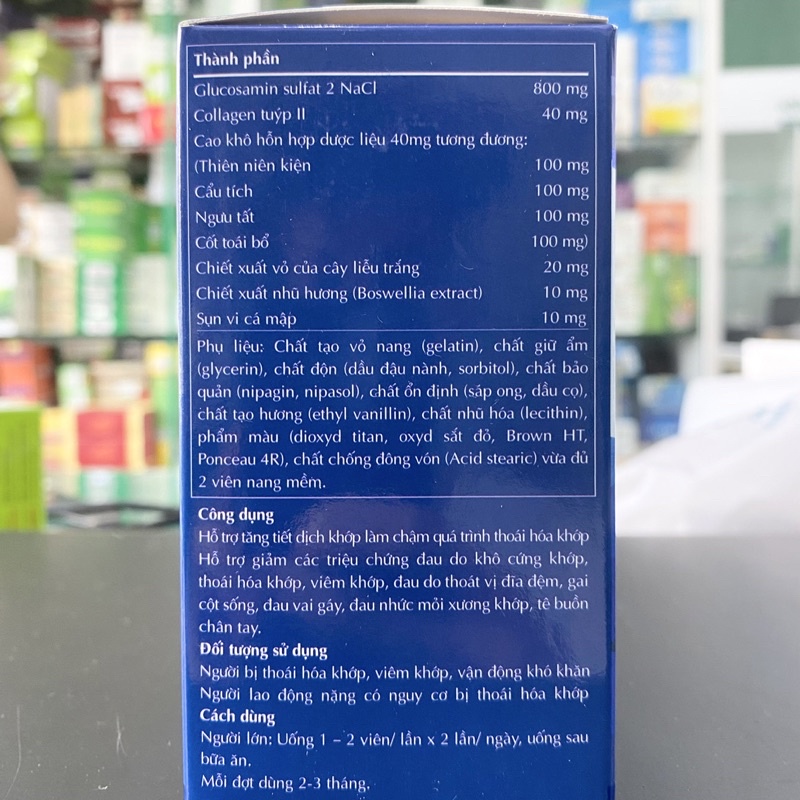 Thành phần
Glucosamin sulfat 2 NaCl 800 mg
Collagen tuýp II 40 mg
Cao khô hỗn hợp dược liệu 40mg tương đương:
(Thiên niên kiện 100 mg
Cẩu tích 100 mg
Ngưu tất 100 mg
Cốt toái bổ 100 mg)
Chiết xuất vỏ của cây liễu trắng 20 mg
Chiết xuất nhũ hương (Boswellia extract) 10 mg
Sụn vi cá mập 10 mg
Phụ liệu: Chất tạo vỏ nang (gelatin), chất giữ ẩm
(glycerin), chất độn (dầu đậu nành, sorbitol), chất bảo
quản (nipagin, nipasol), chất ổn định (sáp ong, dầu cọ),
chất tạo hương (ethyl vanillin), chất nhũ hóa (lecithin),
phẩm màu (dioxyd titan, oxyd sắt đỏ, Brown HT,
Ponceau 4R), chất chống đông vón (Acid stearic) vừa đủ
2 viên nang mềm.
Công dụng
Hỗ trợ tăng tiết dịch khớp làm chậm quá trình thoái hóa khớp
Hỗ trợ giảm các triệu chứng đau do khô cứng khớp,
thoái hóa khớp, viêm khớp, đau do thoát vị đĩa đệm, gai
cột sống, đau vai gáy, đau nhức mỏi xương khớp, tê buồn
chân tay.
Đối tượng sử dụng
Người bị thoái hóa khớp, viêm khớp, vận động khó khăn
Người lao động nặng có nguy cơ bị thoái hóa khớp
Cách dùng
Người lớn: Uống 1 – 2 viên/ lần x 2 lần/ ngày, uống sau
bữa ăn.
Mỗi đợt dùng 2-3 tháng.